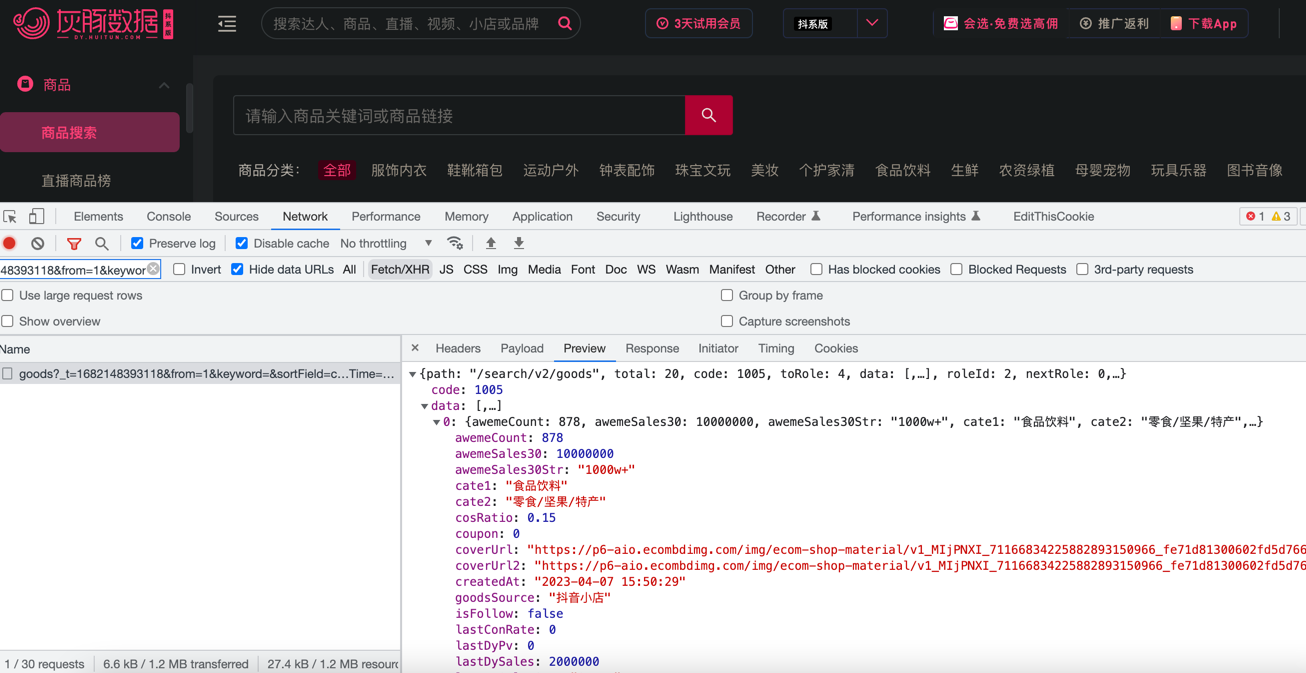 灰豚数据 抖系版
DY.HUITUN.COM
搜索达人、商品、直播、视频、小店或品牌
3天试用会员
抖系版
会选·免费选高佣
推广返利
下载App
商品
商品搜索
直播商品榜
请输入商品关键词或商品链接
商品分类： 全部 服饰内衣 鞋靴箱包 运动户外 钟表配饰 珠宝文玩 美妆 个护家清 食品饮料 生鲜 农资绿植 母婴宠物 玩具乐器 图书音像
Elements Console Sources Network Performance Memory Application Security Lighthouse Recorder Performance insights EditThisCookie 1 3
Preserve log Disable cache No throttling
48393118&from=1&keywor Invert Hide data URLs All Fetch/XHR JS CSS Img Media Font Doc WS Wasm Manifest Other Has blocked cookies Blocked Requests 3rd-party requests
Use large request rows Group by frame
Show overview Capture screenshots
Name
goods?_t=1682148393118&from=1&keyword=&sortField=c…Time=…
1 / 30 requests 6.6 kB / 1.2 MB transferred 27.4 kB / 1.2 MB resourc
× Headers Payload Preview Response Initiator Timing Cookies
{path: "/search/v2/goods", total: 20, code: 1005, toRole: 4, data: [,…], roleId: 2, nextRole: 0,…}
code: 1005
data: [,…]
0: {awemeCount: 878, awemeSales30: 10000000, awemeSales30Str: "1000w+", cate1: "食品饮料", cate2: "零食/坚果/特产",…}
awemeCount: 878
awemeSales30: 10000000
awemeSales30Str: "1000w+"
cate1: "食品饮料"
cate2: "零食/坚果/特产"
cosRatio: 0.15
coupon: 0
coverUrl: "https://p6-aio.ecombdimg.com/img/ecom-shop-material/v1_MIjPNXI_71166834225882893150966_fe71d81300602fd5d766
coverUrl2: "https://p6-aio.ecombdimg.com/img/ecom-shop-material/v1_MIjPNXI_71166834225882893150966_fe71d81300602fd5d76
createdAt: "2023-04-07 15:50:29"
goodsSource: "抖音小店"
isFollow: false
lastConRate: 0
lastDyPv: 0
lastDySales: 2000000